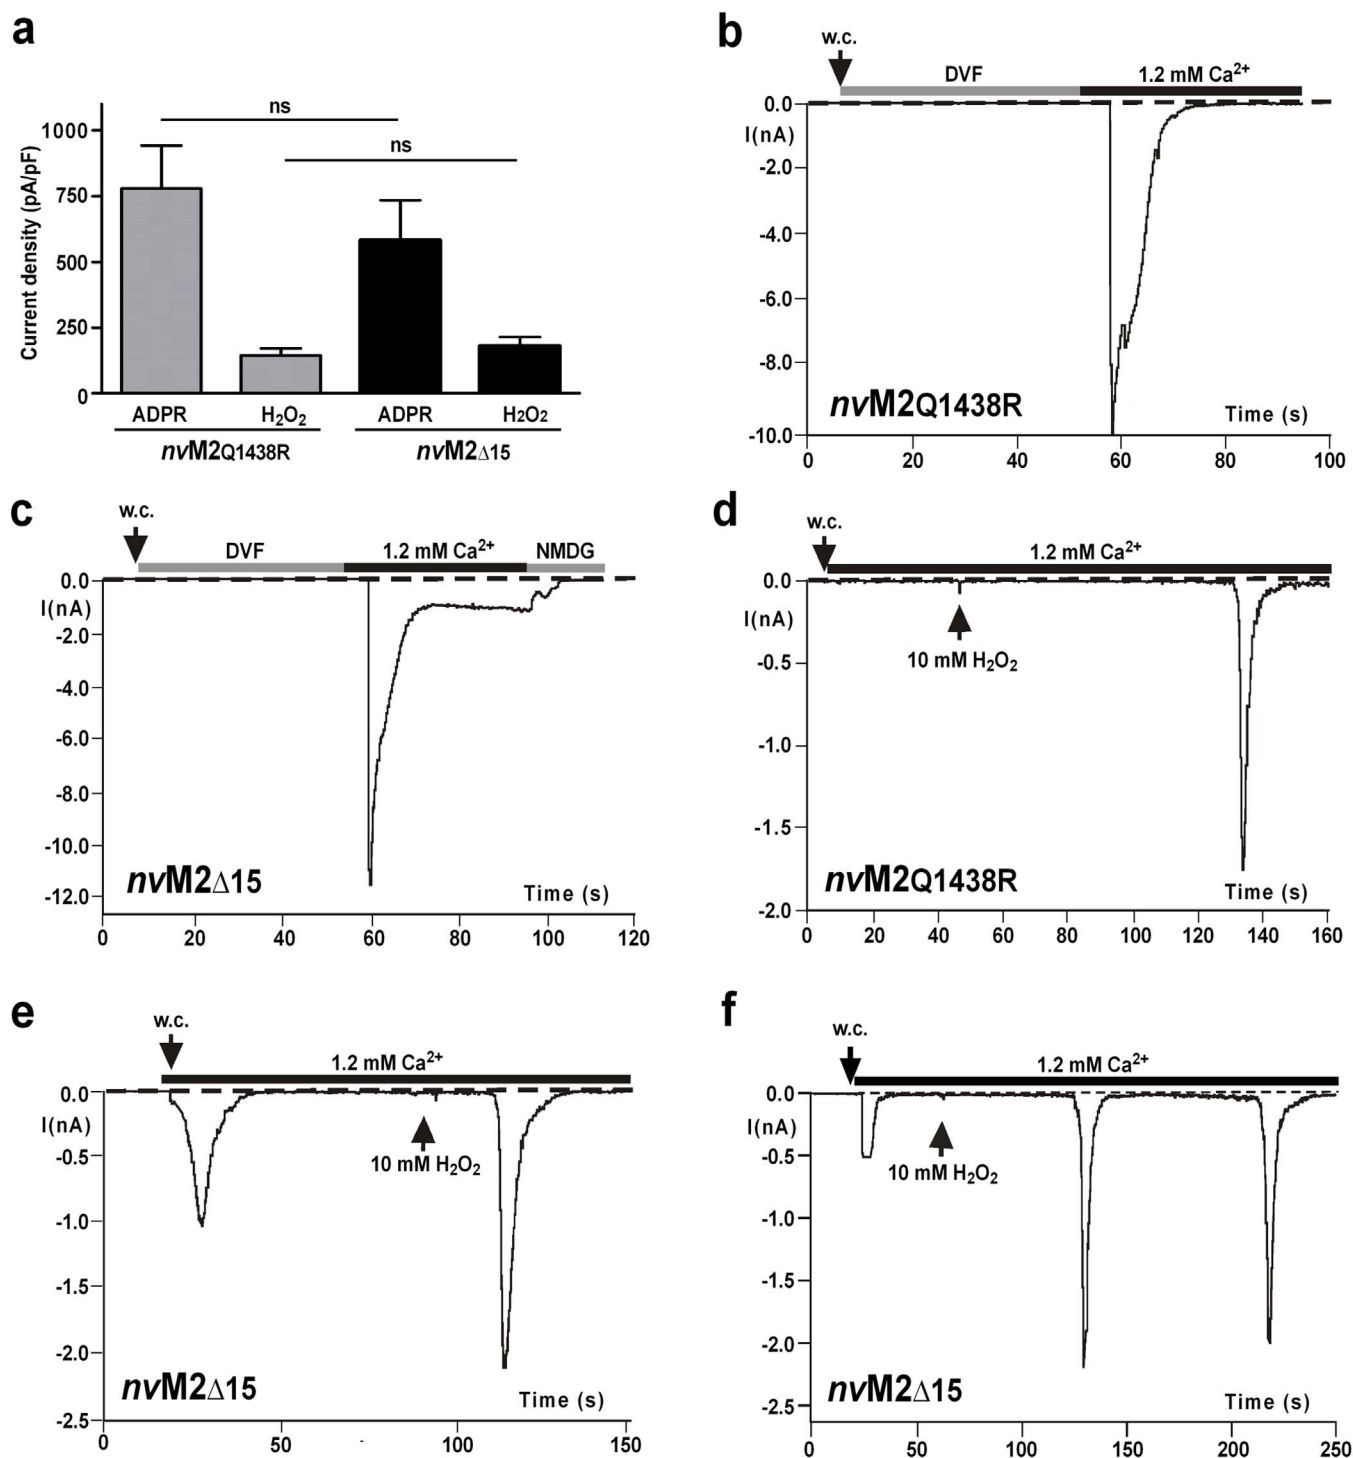 a
ns
ns
1000
750
500
250
0
Current density (pA/pF)
ADPR
H2O2
ADPR
H2O2
nvM2Q1438R
nvM2Δ15
b
w.c.
DVF
1.2 mM Ca2+
0.0
I(nA)
-2.0
-4.0
-6.0
-8.0
-10.0
nvM2Q1438R
Time (s)
0 20 40 60 80 100
c
w.c.
DVF
1.2 mM Ca2+
NMDG
0.0
I(nA)
-2.0
-4.0
-6.0
-8.0
-10.0
-12.0
nvM2Δ15
Time (s)
0 20 40 60 80 100 120
d
w.c.
1.2 mM Ca2+
0.0
I(nA)
-0.5
10 mM H2O2
-1.0
-1.5
-2.0
nvM2Q1438R
Time (s)
0 20 40 60 80 100 120 140 160
e
w.c.
1.2 mM Ca2+
0.0
I(nA)
-0.5
10 mM H2O2
-1.0
-1.5
-2.0
-2.5
nvM2Δ15
Time (s)
0 50 100 150
f
w.c.
1.2 mM Ca2+
0.0
I(nA)
-0.5
10 mM H2O2
-1.0
-1.5
-2.0
-2.5
nvM2Δ15
Time (s)
0 50 100 150 200 250